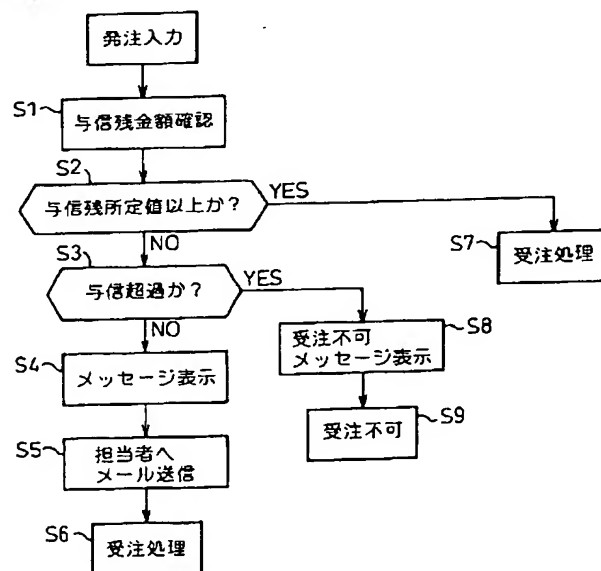 発注入力
S1
与信残金額確認
S2
与信残所定値以上か?
YES
NO
S7
受注処理
S3
与信超過か?
YES
NO
S8
受注不可
メッセージ表示
S4
メッセージ表示
S9
受注不可
S5
担当者へ
メール送信
S6
受注処理